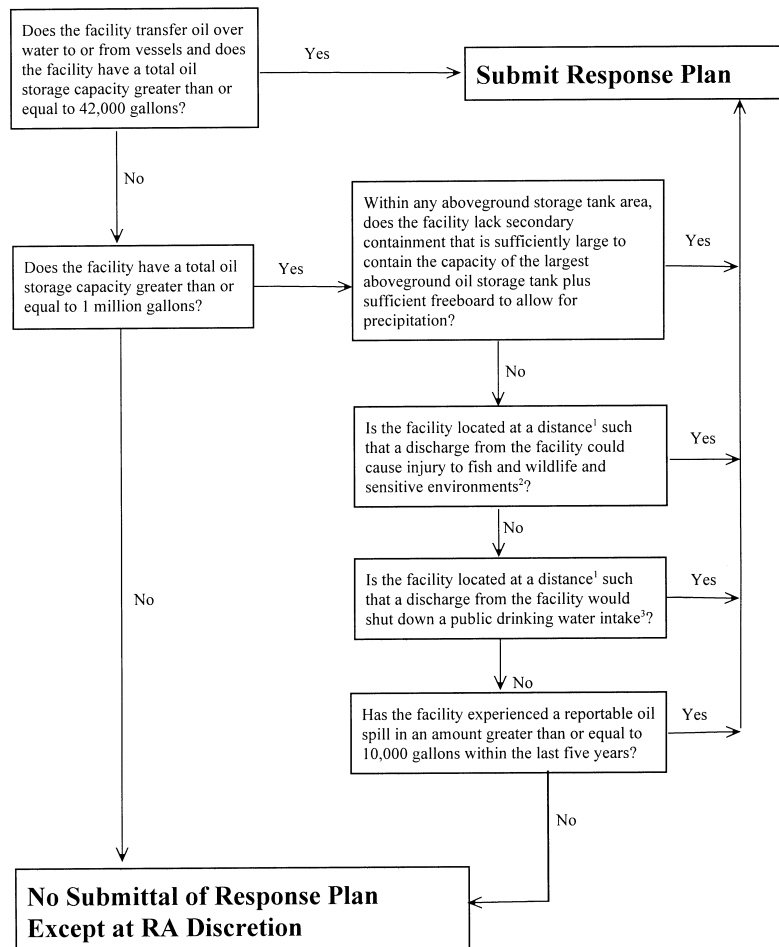 Does the facility transfer oil over
water to or from vessels and does
the facility have a total oil
storage capacity greater than or
equal to 42,000 gallons?
Yes
Submit Response Plan
No
Does the facility have a total oil
storage capacity greater than or
equal to 1 million gallons?
Yes
Within any aboveground storage tank area,
does the facility lack secondary
containment that is sufficiently large to
contain the capacity of the largest
aboveground oil storage tank plus
sufficient freeboard to allow for
precipitation?
Yes
No
Is the facility located at a distance¹ such
that a discharge from the facility could
cause injury to fish and wildlife and
sensitive environments²?
Yes
No
Is the facility located at a distance¹ such
that a discharge from the facility would
shut down a public drinking water intake³?
Yes
No
No
Has the facility experienced a reportable oil
spill in an amount greater than or equal to
10,000 gallons within the last five years?
Yes
No
No Submittal of Response Plan
Except at RA Discretion